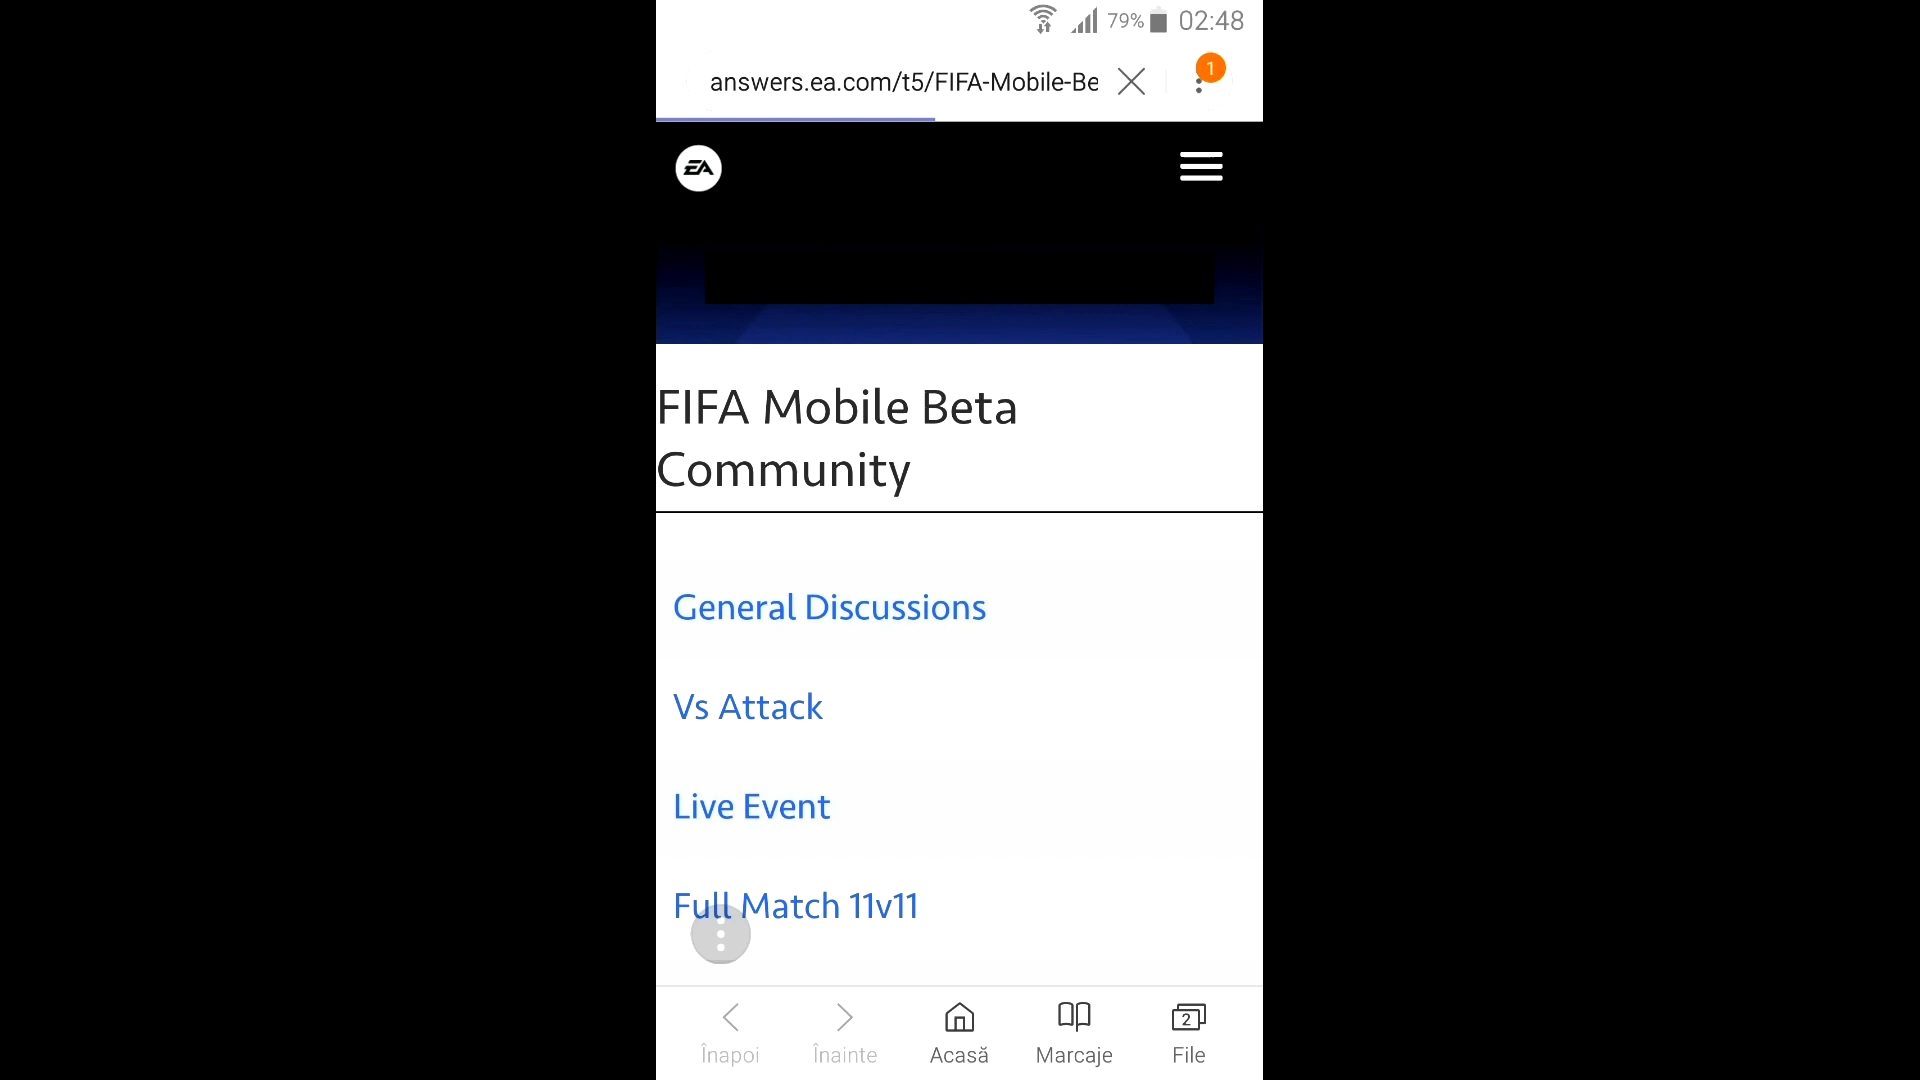 79% 02:48
answers.ea.com/t5/FIFA-Mobile-Be
1
EA
FIFA Mobile Beta
Community
General Discussions
Vs Attack
Live Event
Full Match 11v11
2
Înapoi Înainte Acasă Marcaje File